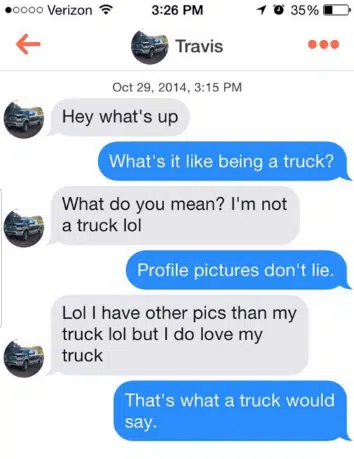 Verizon 3:26 PM 35%
Travis
Oct 29, 2014, 3:15 PM
Hey what's up
What's it like being a truck?
What do you mean? I'm not
a truck lol
Profile pictures don't lie.
Lol I have other pics than my
truck lol but I do love my
truck
That's what a truck would
say.